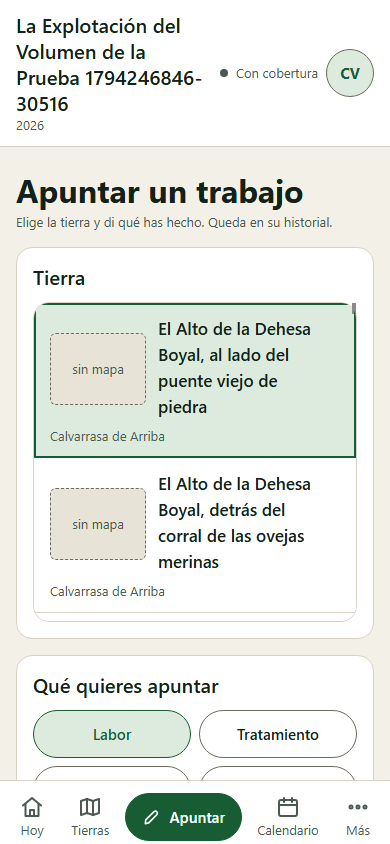 La Explotación del
Volumen de la
Prueba 1794246846-
30516
2026
Con cobertura
CV
Apuntar un trabajo
Elige la tierra y di qué has hecho. Queda en su historial.
Tierra
sin mapa
El Alto de la Dehesa
Boyal, al lado del
puente viejo de
piedra
Calvarrasa de Arriba
sin mapa
El Alto de la Dehesa
Boyal, detrás del
corral de las ovejas
merinas
Calvarrasa de Arriba
Qué quieres apuntar
Labor
Tratamiento
Hoy
Tierras
Apuntar
Calendario
Más